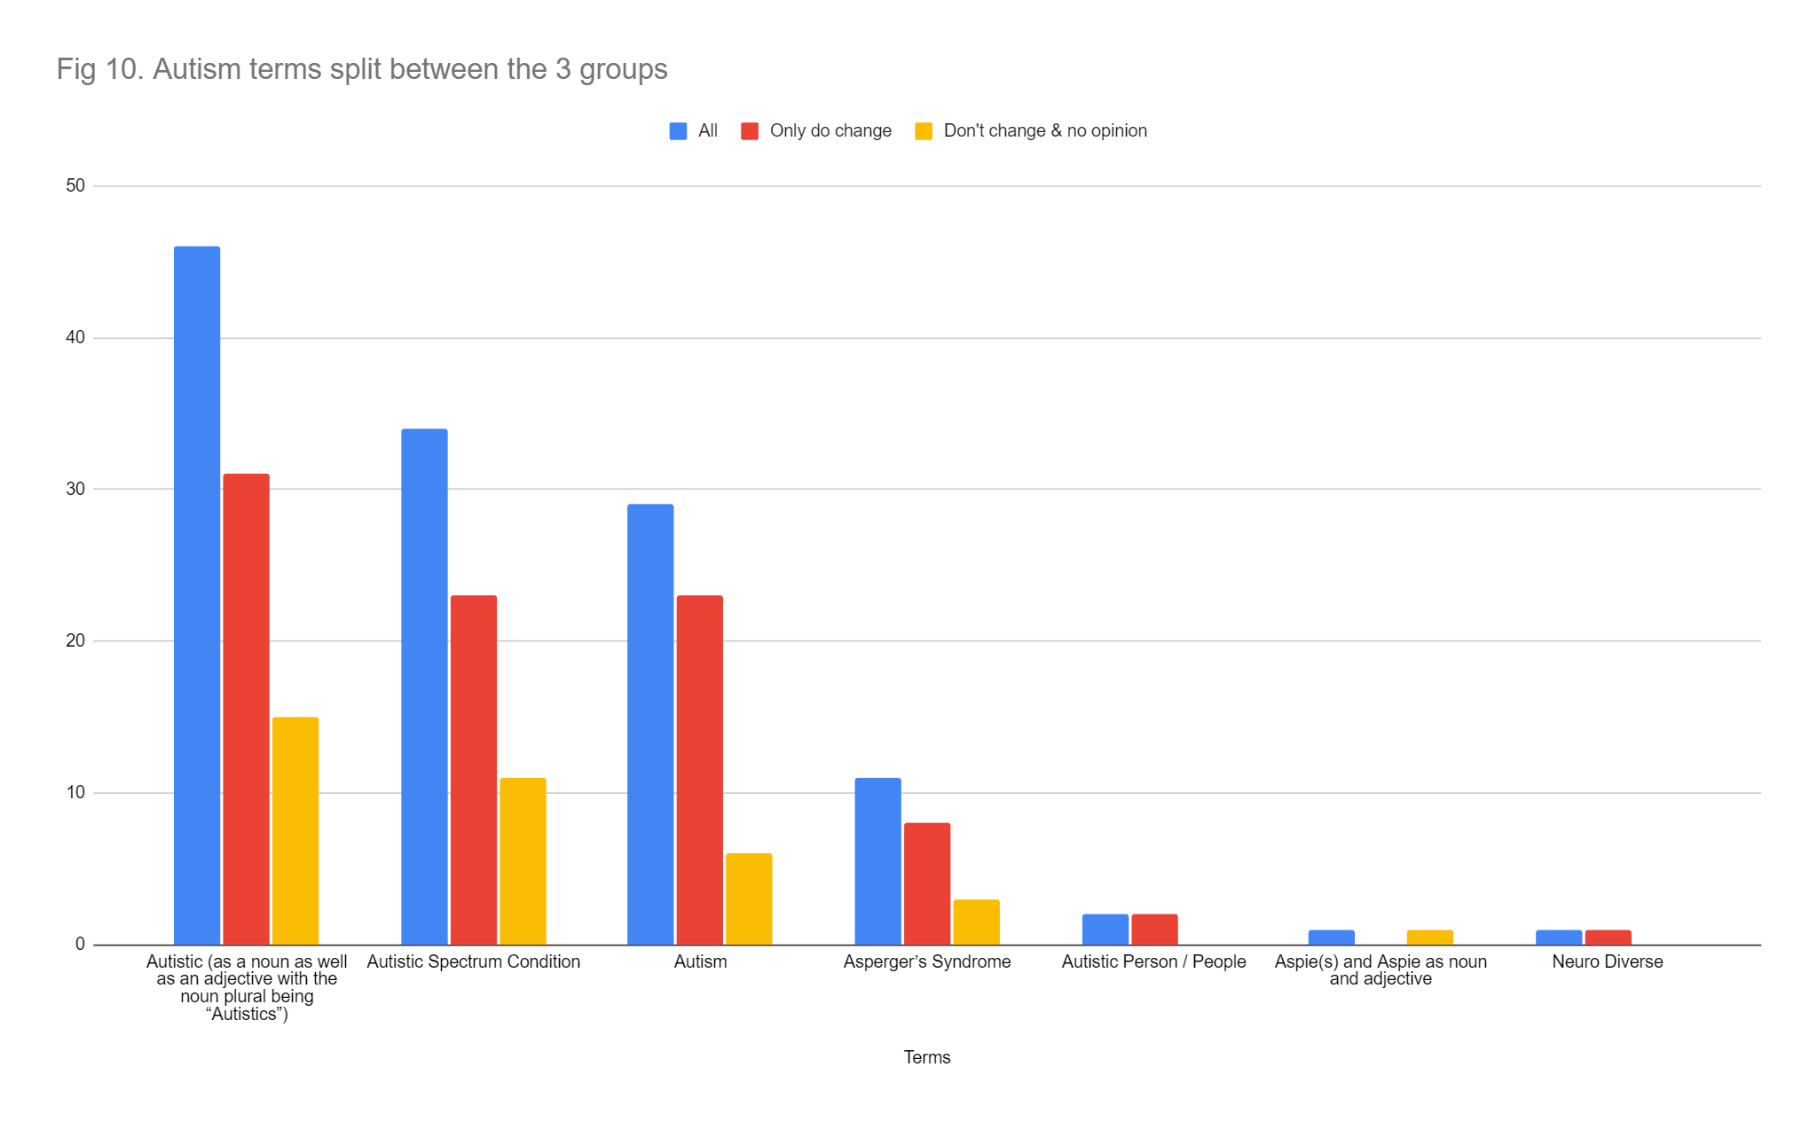 Fig 10. Autism terms split between the 3 groups
All
Only do change
Don't change & no opinion
50
40
30
20
10
0
Autistic (as a noun as well
as an adjective with the
noun plural being
“Autistics”)
Autistic Spectrum Condition
Autism
Asperger’s Syndrome
Autistic Person / People
Aspie(s) and Aspie as noun
and adjective
Neuro Diverse
Terms